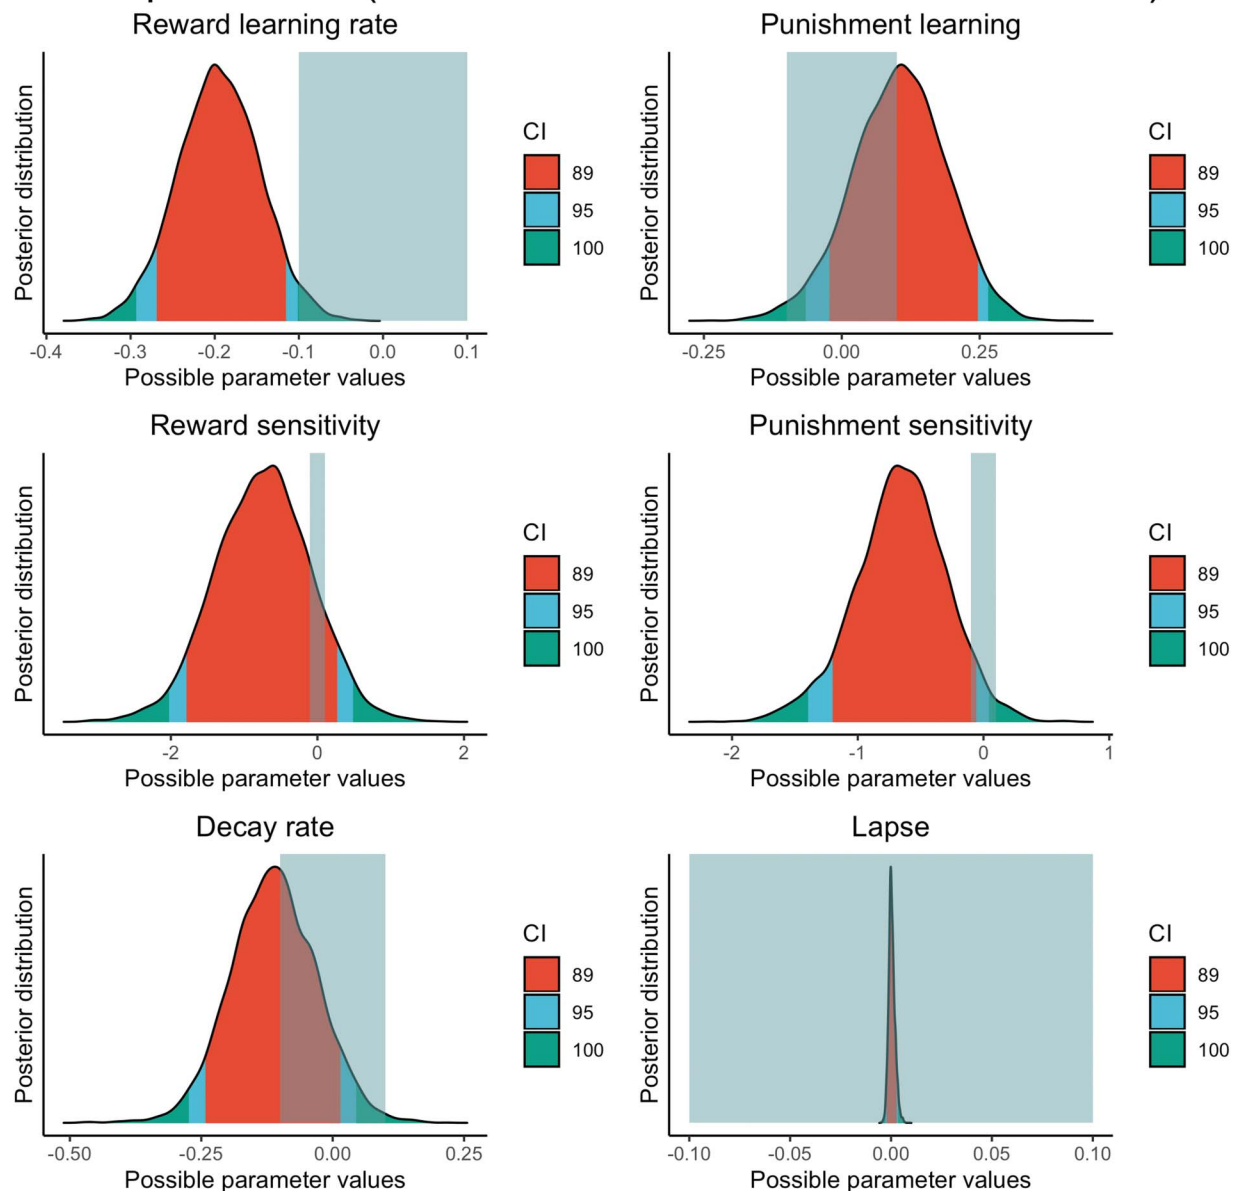 Reward learning rate
Punishment learning
Posterior distribution
CI
89
95
100
-0.4 -0.3 -0.2 -0.1 0.0 0.1
Possible parameter values
Posterior distribution
CI
89
95
100
-0.25 0.00 0.25
Possible parameter values
Reward sensitivity
Punishment sensitivity
Posterior distribution
CI
89
95
100
-2 0 2
Possible parameter values
Posterior distribution
CI
89
95
100
-2 -1 0 1
Possible parameter values
Decay rate
Lapse
Posterior distribution
CI
89
95
100
-0.50 -0.25 0.00 0.25
Possible parameter values
Posterior distribution
CI
89
95
100
-0.10 -0.05 0.00 0.05 0.10
Possible parameter values